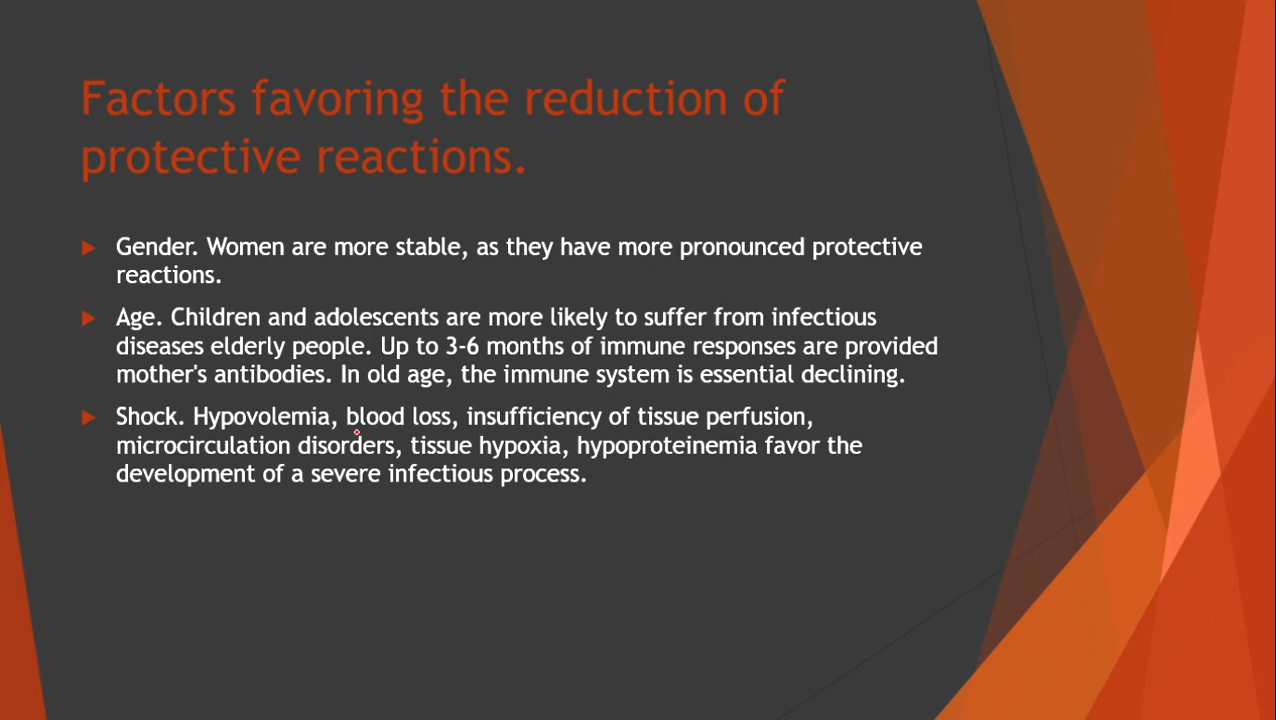 Factors favoring the reduction of
protective reactions.
Gender. Women are more stable, as they have more pronounced protective
reactions.
Age. Children and adolescents are more likely to suffer from infectious
diseases elderly people. Up to 3-6 months of immune responses are provided
mother's antibodies. In old age, the immune system is essential declining.
Shock. Hypovolemia, blood loss, insufficiency of tissue perfusion,
microcirculation disorders, tissue hypoxia, hypoproteinemia favor the
development of a severe infectious process.